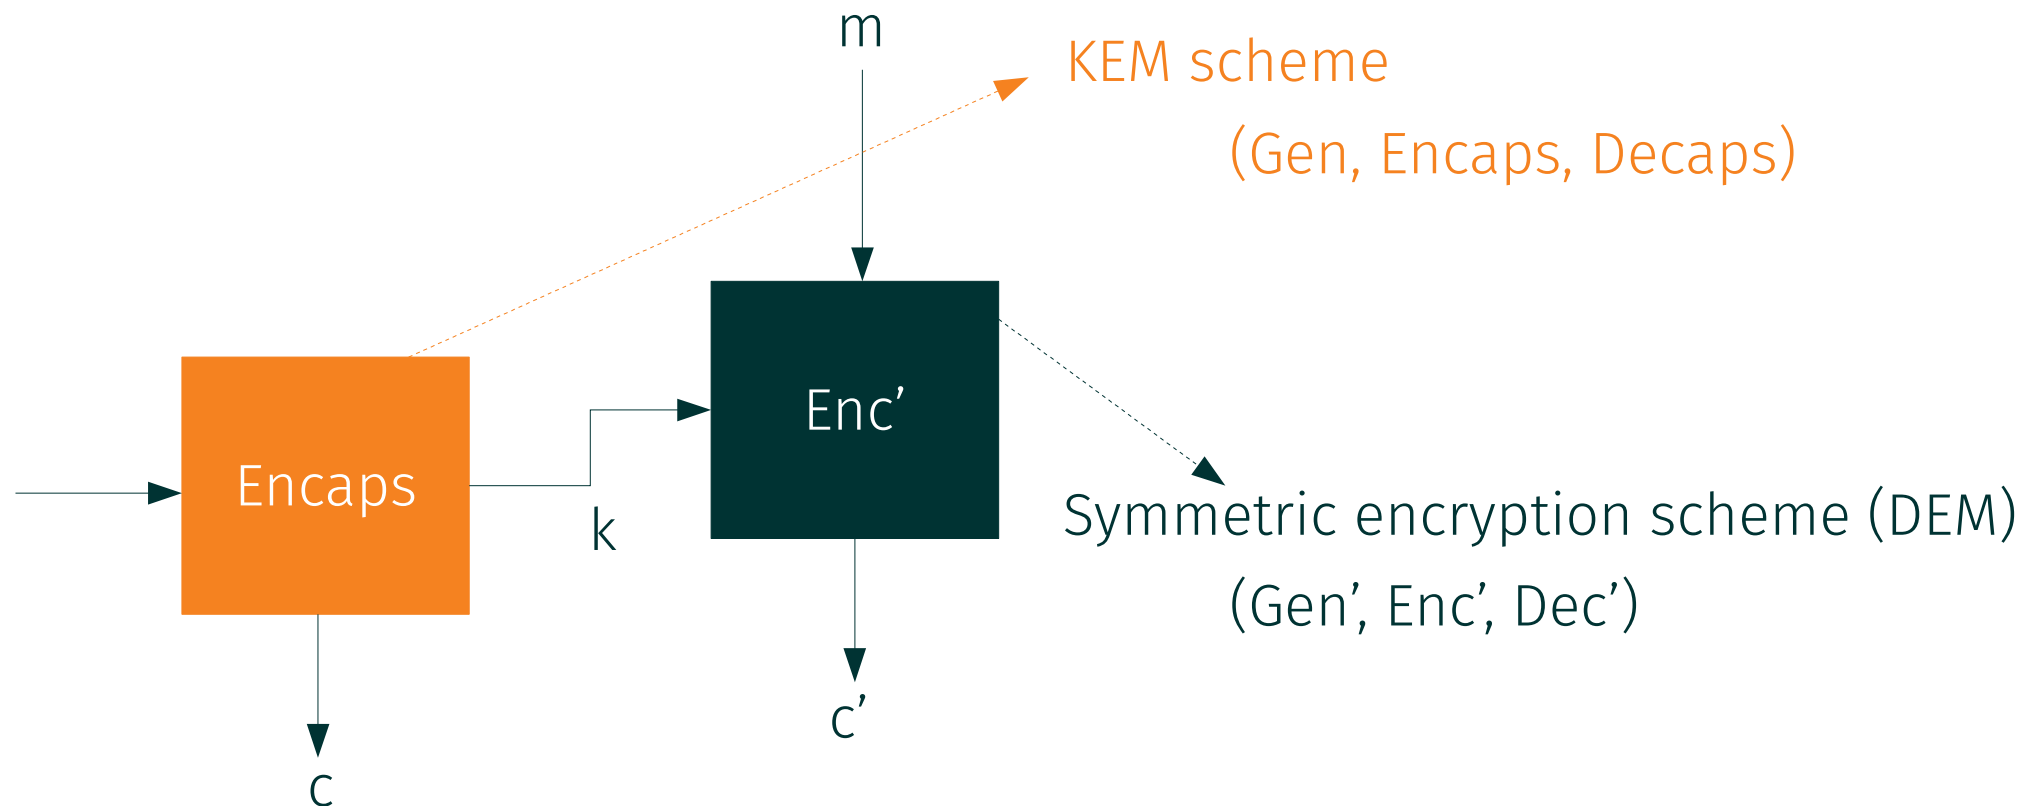 m
KEM scheme
(Gen, Encaps, Decaps)
Enc’
Encaps
k
Symmetric encryption scheme (DEM)
(Gen’, Enc’, Dec’)
c’
c